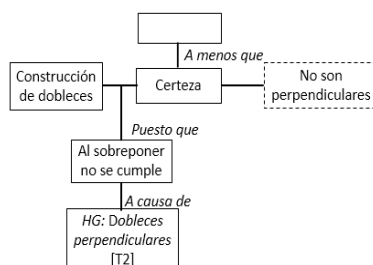 A menos que
Construcción
de dobleces
Certeza
No son
perpendiculares
Puesto que
Al sobreponer
no se cumple
A causa de
HG: Dobleces
perpendiculares
[T2]